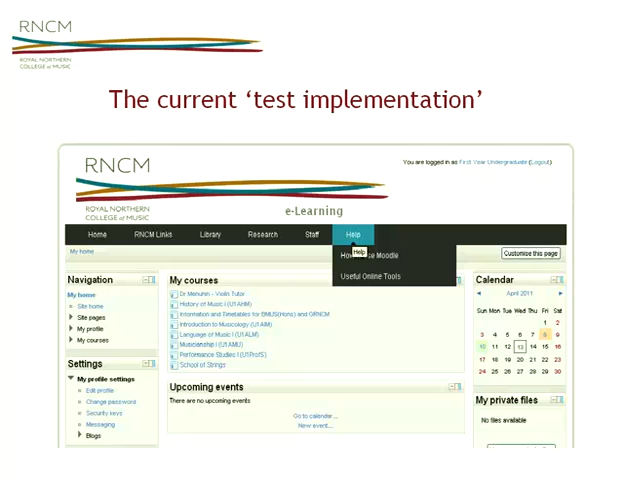 RNCM
ROYAL NORTHERN
COLLEGE of MUSIC
The current ‘test implementation’
RNCM
ROYAL NORTHERN
COLLEGE of MUSIC
You are logged in as First Year Undergraduate (Logout)
e-Learning
Home RNCM Links Library Research Staff Help
Help
Moodle
Useful Online Tools
My home
Customise this page
Navigation
My home
Site home
Site pages
My profile
My courses
Settings
My profile settings
Edit profile
Change password
Security keys
Messaging
Blogs
My courses
Dr Menuhin - Violin Tutor
History of Music I (U1AHM)
Information and Timetables for BMUS(Hons) and GRNCM
Introduction to Musicology (U1AIM)
Language of Music I (U1ALM)
Musicianship I (U1AMU)
Performance Studies I (U1ProfS)
School of Strings
Upcoming events
There are no upcoming events
Go to calendar...
New event...
Calendar
April 2011
Sun Mon Tue Wed Thu Fri Sat
1 2
3 4 5 6 7 8 9
10 11 12 13 14 15 16
17 18 19 20 21 22 23
24 25 26 27 28 29 30
My private files
No files available